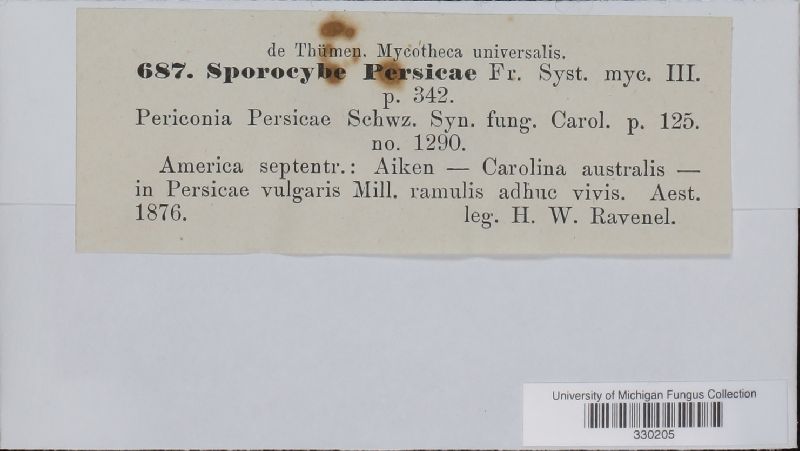 de Thümen. Mycotheca universalis.
687. Sporocybe Persicae Fr. Syst. myc. III.
p. 342.
Periconia Persicae Schwz. Syn. fung. Carol. p. 125.
no. 1290.
America septentr.: Aiken — Carolina australis —
in Persicae vulgaris Mill. ramulis adhuc vivis. Aest.
1876. leg. H. W. Ravenel.
University of Michigan Fungus Collection
330205